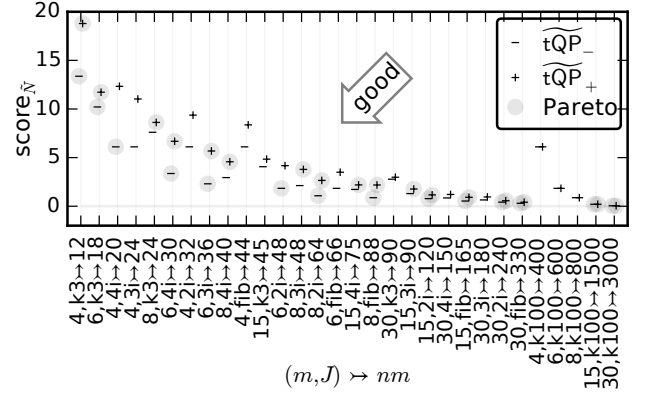 20
15
10
5
0
score_Ñ
good
tQP̃_−
tQP̃_+
Pareto
4,k3↣12
6,k3↣18
4,4i↣20
4,3i↣24
8,k3↣24
6,4i↣30
4,2i↣32
6,3i↣36
8,4i↣40
4,fib↣44
15,k3↣45
6,2i↣48
8,3i↣48
8,2i↣64
6,fib↣66
15,4i↣75
8,fib↣88
30,k3↣90
15,3i↣90
15,2i↣120
30,4i↣150
15,fib↣165
30,3i↣180
30,2i↣240
30,fib↣330
4,k100↣400
6,k100↣600
8,k100↣800
15,k100↣1500
30,k100↣3000
(m,J) ↣ nm